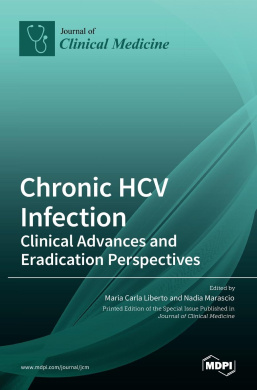 Journal of
Clinical Medicine
Chronic HCV
Infection
Clinical Advances and
Eradication Perspectives
Edited by
Maria Carla Liberto and Nadia Marascio
Printed Edition of the Special Issue Published in
Journal of Clinical Medicine
www.mdpi.com/journal/jcm
MDPI